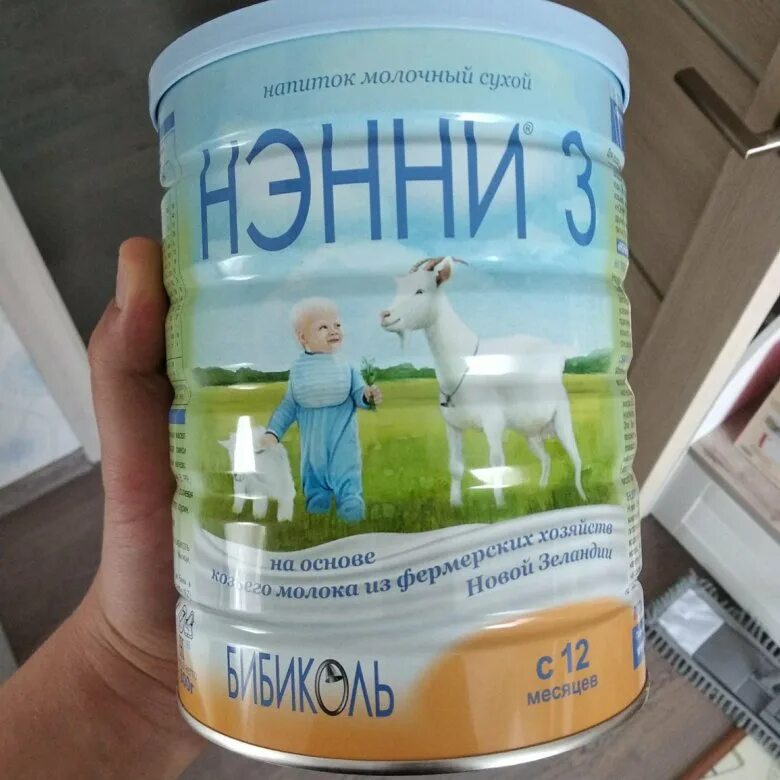 напиток молочный сухой
НЭННИ® 3
на основе
козьего молока из фермерских хозяйств
Новой Зеландии
БИБИКОЛЬ
с 12
месяцев